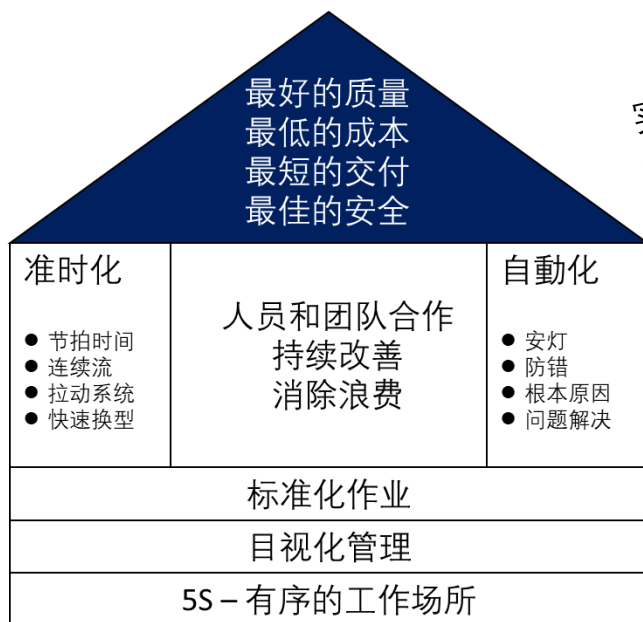 最好的质量
最低的成本
最短的交付
最佳的安全
准时化
● 节拍时间
● 连续流
● 拉动系统
● 快速换型
人员和团队合作
持续改善
消除浪费
自動化
● 安灯
● 防错
● 根本原因
● 问题解决
标准化作业
目视化管理
5S – 有序的工作场所